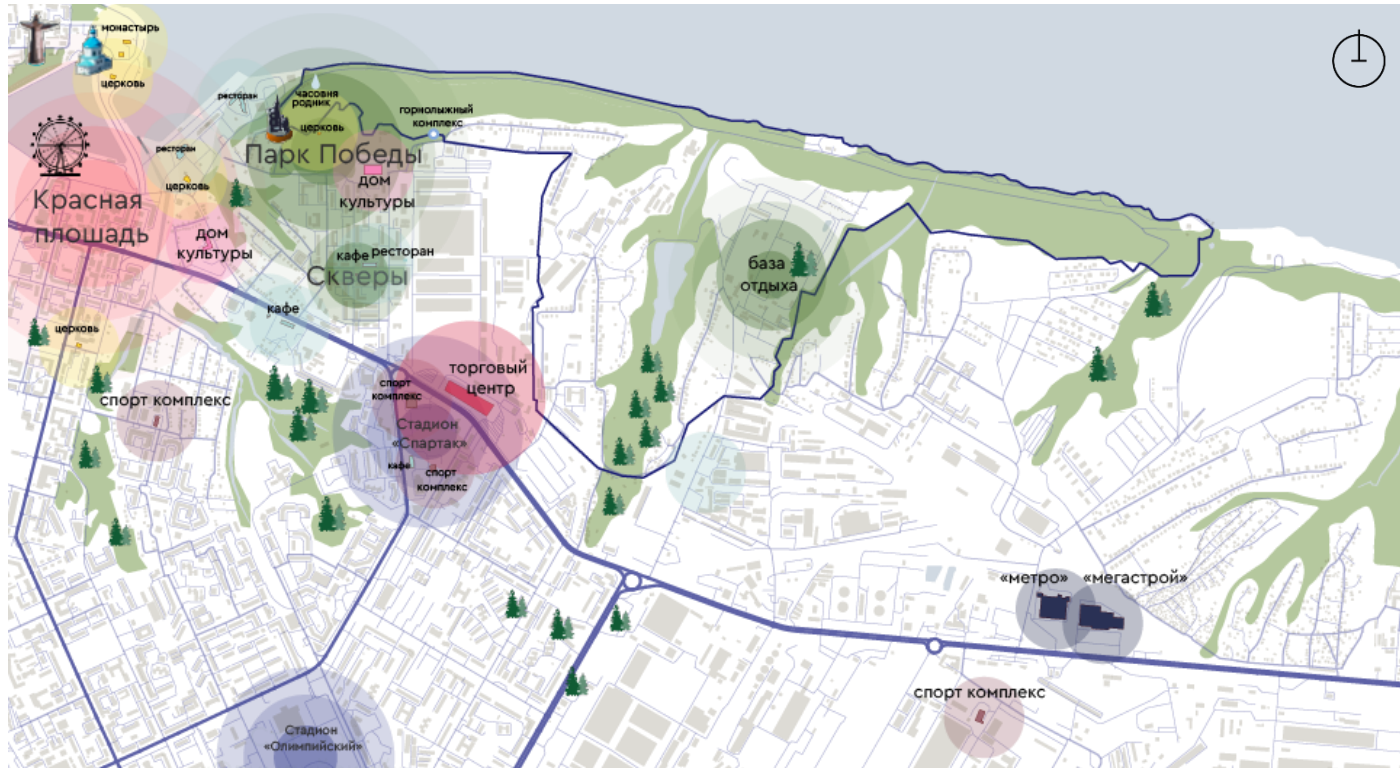 монастырь
церковь
ресторан
часовня
родник
церковь
горнолыжный
комплекс
Парк Победы
ресторан
церковь
дом
культуры
Красная
плошадь
дом
культуры
кафе
ресторан
Скверы
база
отдыха
кафе
церковь
спорт комплекс
спорт
комплекс
торговый
центр
Стадион
«Спартак»
кафе
спорт
комплекс
«метро»
«мегастрой»
спорт комплекс
Стадион
«Олимпийский»